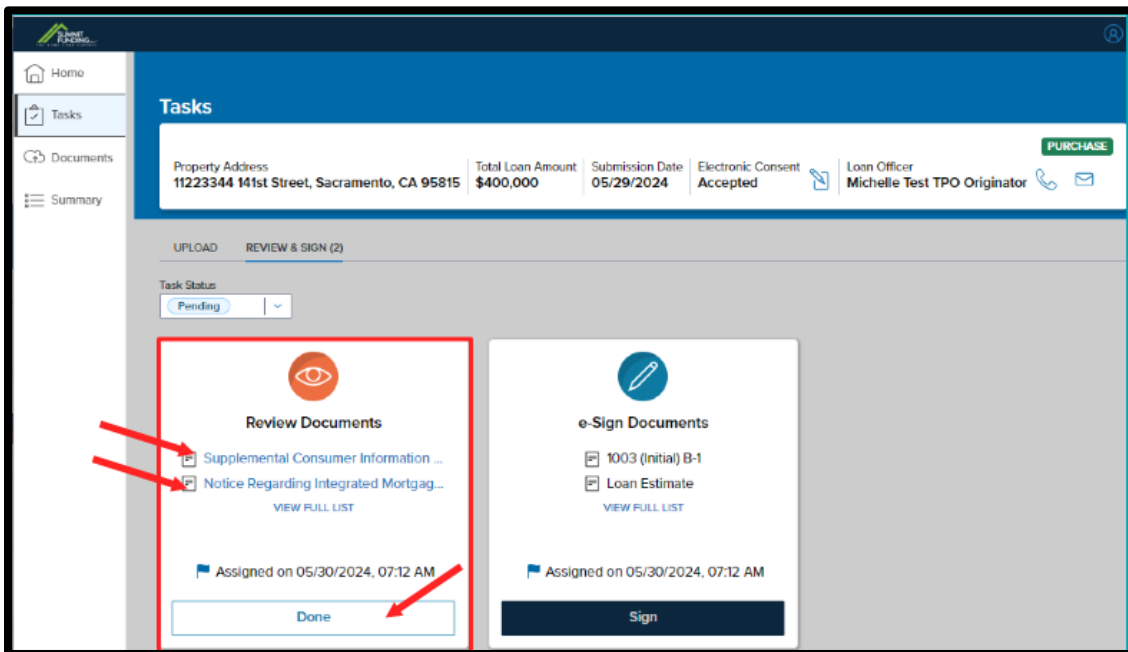 SUMMIT
FUNDING
Home
Tasks
Documents
Summary
Tasks
PURCHASE
Property Address
11223344 141st Street, Sacramento, CA 95815
Total Loan Amount
$400,000
Submission Date
05/29/2024
Electronic Consent
Accepted
Loan Officer
Michelle Test TPO Originator
UPLOAD REVIEW & SIGN (2)
Task Status
Pending
Review Documents
Supplemental Consumer Information ...
Notice Regarding Integrated Mortgag...
VIEW FULL LIST
Assigned on 05/30/2024, 07:12 AM
Done
e-Sign Documents
1003 (Initial) B-1
Loan Estimate
VIEW FULL LIST
Assigned on 05/30/2024, 07:12 AM
Sign